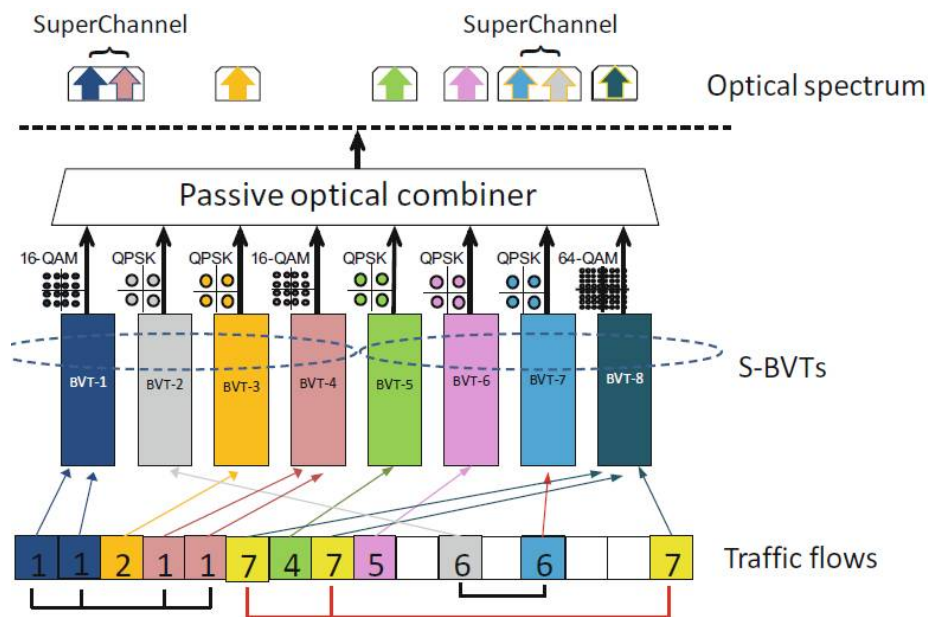 SuperChannel SuperChannel
Optical spectrum
Passive optical combiner
16-QAM QPSK QPSK 16-QAM QPSK QPSK QPSK 64-QAM
BVT-1 BVT-2 BVT-3 BVT-4 BVT-5 BVT-6 BVT-7 BVT-8
S-BVTs
1 1 2 1 1 7 4 7 5 6 6 7
Traffic flows